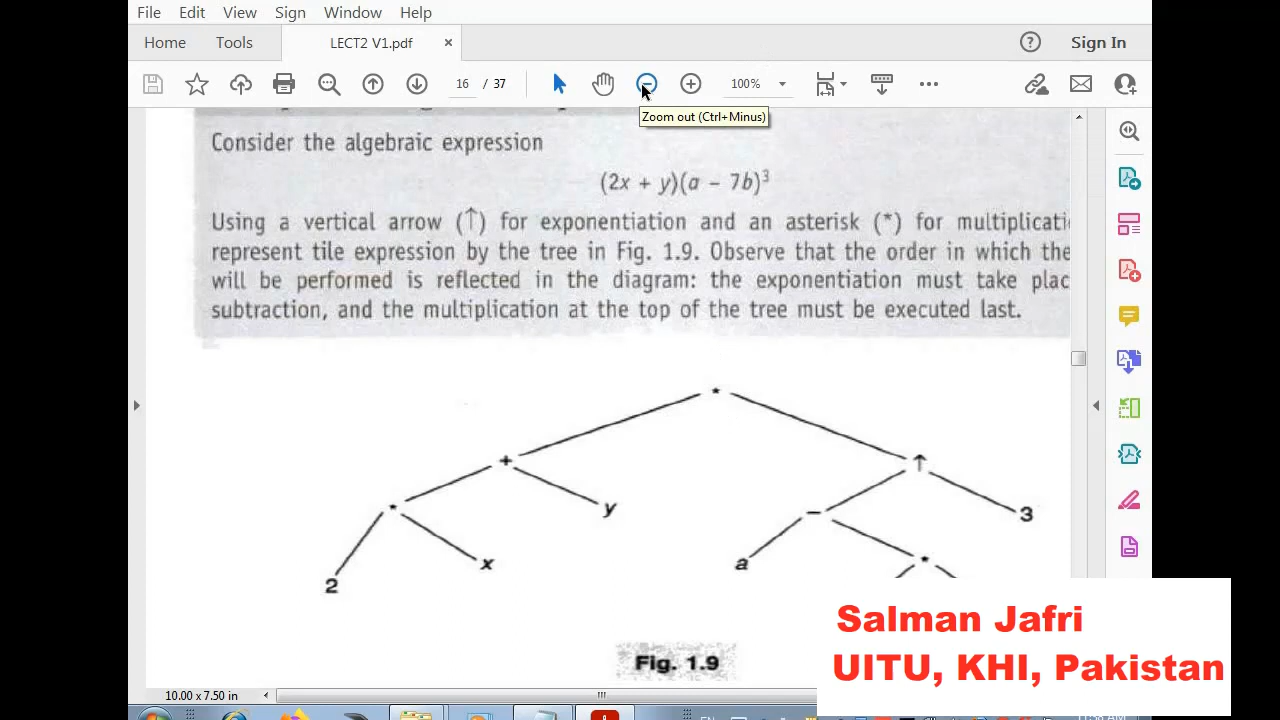 File Edit View Sign Window Help
Home Tools LECT2 V1.pdf × Sign In
16 / 37 100%
Zoom out (Ctrl+Minus)
Consider the algebraic expression
(2x + y)(a − 7b)³
Using a vertical arrow (↑) for exponentiation and an asterisk (*) for multiplicati
represent tile expression by the tree in Fig. 1.9. Observe that the order in which the
will be performed is reflected in the diagram: the exponentiation must take plac
subtraction, and the multiplication at the top of the tree must be executed last.
*
+ ↑
* y − 3
2 x a *
Fig. 1.9
Salman Jafri
UITU, KHI, Pakistan
10.00 x 7.50 in
EN